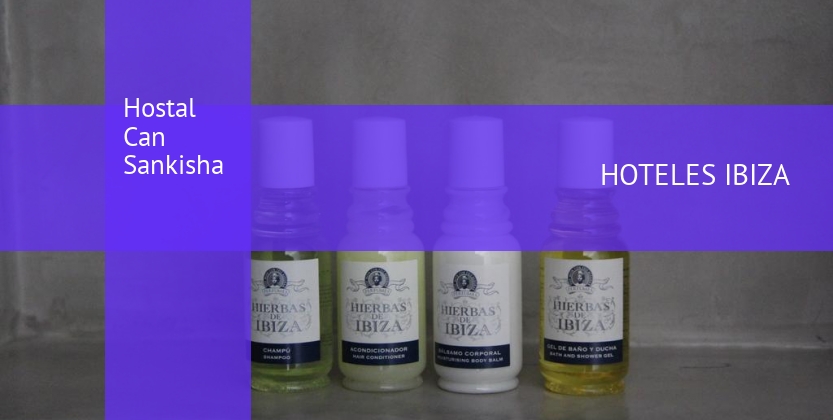 Hostal
Can
Sankisha
HOTELES IBIZA
HIERBAS
DE
IBIZA
CHAMPÚ
SHAMPOO
HIERBAS
DE
IBIZA
ACONDICIONADOR
HAIR CONDITIONER
HIERBAS
DE
IBIZA
BÁLSAMO CORPORAL
MOISTURISING BODY BALM
HIERBAS
DE
IBIZA
GEL DE BAÑO Y DUCHA
BATH AND SHOWER GEL